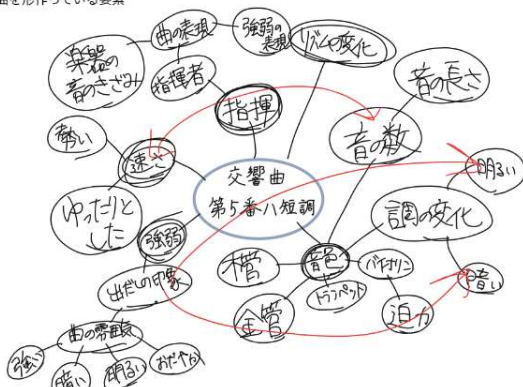 曲を形作っている要素
曲の表現
強弱
の
表現
リズムの変化
楽器の
音のきざみ
指揮者
指揮
音の長さ
音の数
勢い
速さ
交響曲
第5番ハ短調
明るい
ゆったりと
した
調の変化
強弱
木管
音色
バイオリン
出だしの印象
トランペット
暗い
金管
迫力
曲の雰囲気
強い
暗い
明るい
おだやか